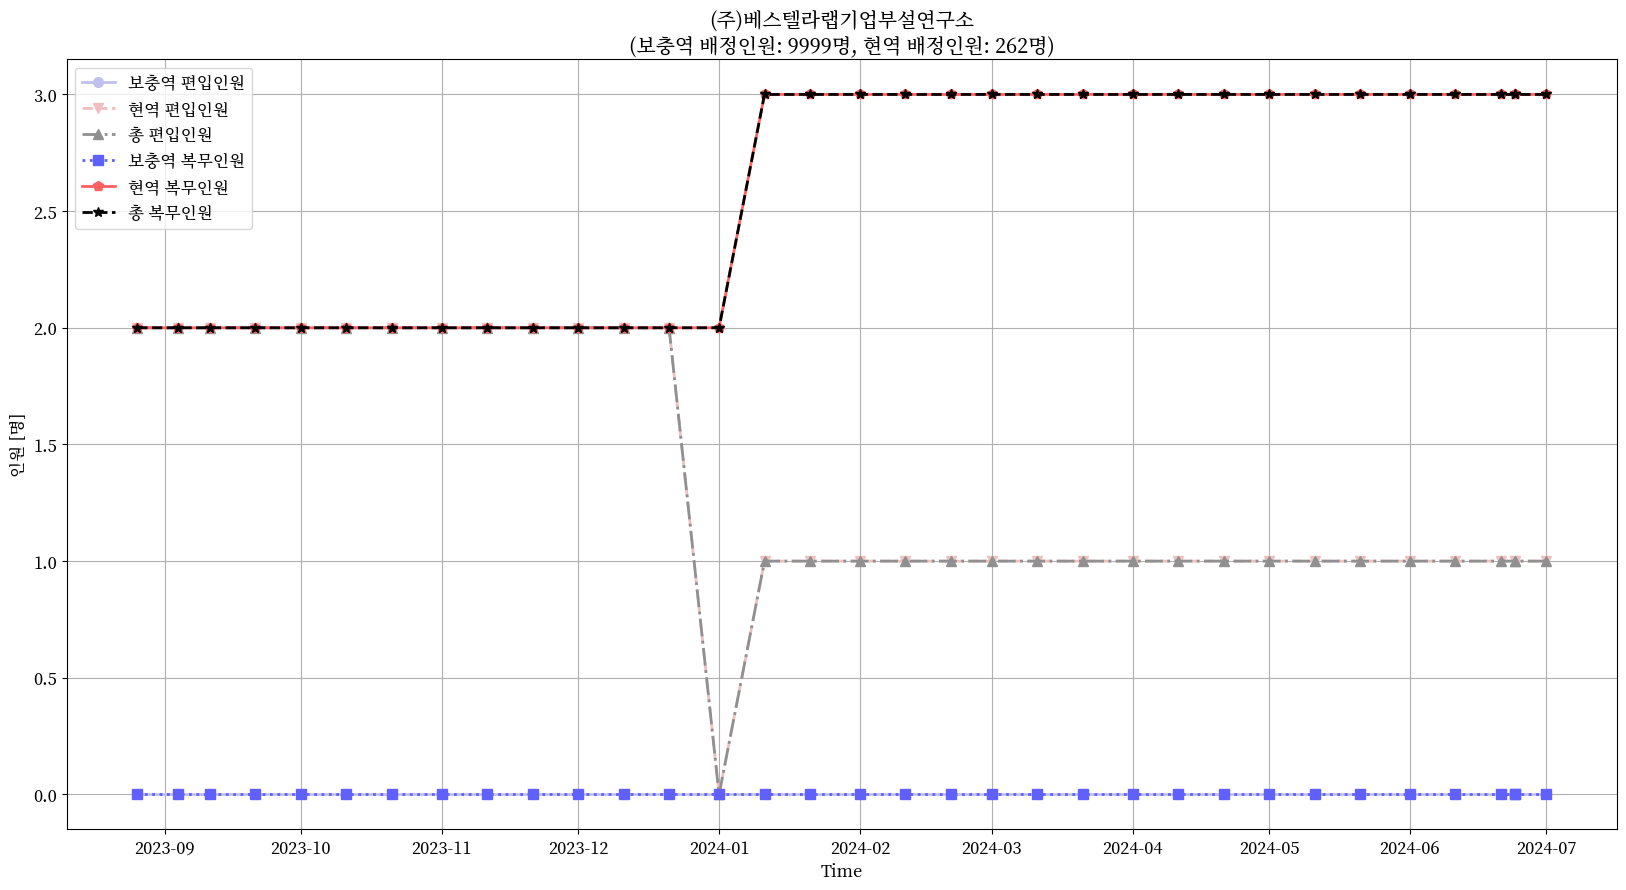 (주)베스텔라랩기업부설연구소
(보충역 배정인원: 9999명, 현역 배정인원: 262명)
보충역 편입인원
현역 편입인원
총 편입인원
보충역 복무인원
현역 복무인원
총 복무인원
3.0
2.5
2.0
1.5
1.0
0.5
0.0
인원 [명]
2023-09 2023-10 2023-11 2023-12 2024-01 2024-02 2024-03 2024-04 2024-05 2024-06 2024-07
Time